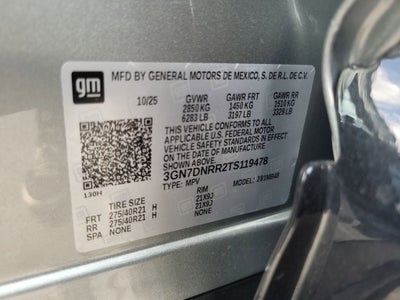 gm
MFD BY GENERAL MOTORS DE MEXICO, S. DE R.L. DE C.V.
10/25 GVWR GAWR FRT GAWR RR
2850 KG 1450 KG 1510 KG
6283 LB 3197 LB 3329 LB
THIS VEHICLE CONFORMS TO ALL
APPLICABLE U.S. FEDERAL MOTOR VEHICLE
SAFETY STANDARDS IN EFFECT ON
THE DATE OF MANUFACTURE
SHOWN ABOVE.
3GN7DNRR2TS119478
TYPE: MPV MODEL:
130H
TIRE SIZE RIM
FRT 275/40R21 H 21X9J
RR 275/40R21 H 21X9J
SPA NONE NONE